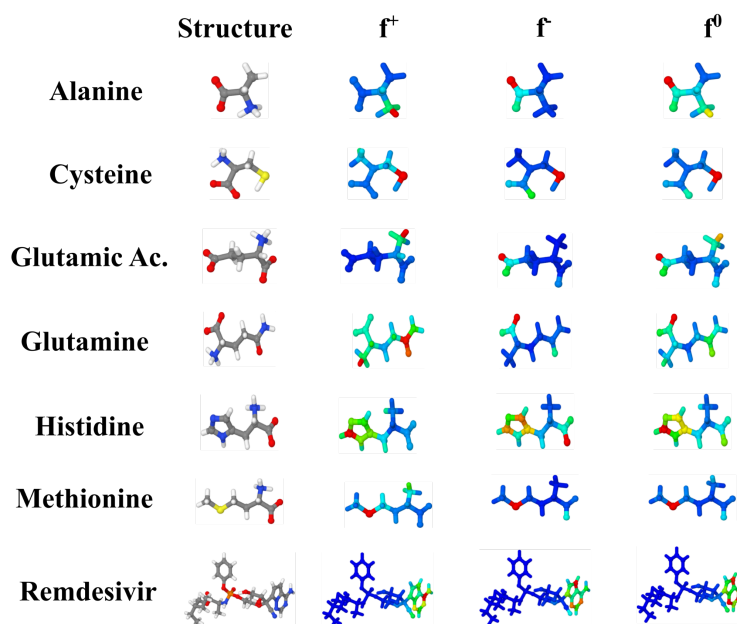 Structure f⁺ f⁻ f⁰
Alanine
Cysteine
Glutamic Ac.
Glutamine
Histidine
Methionine
Remdesivir